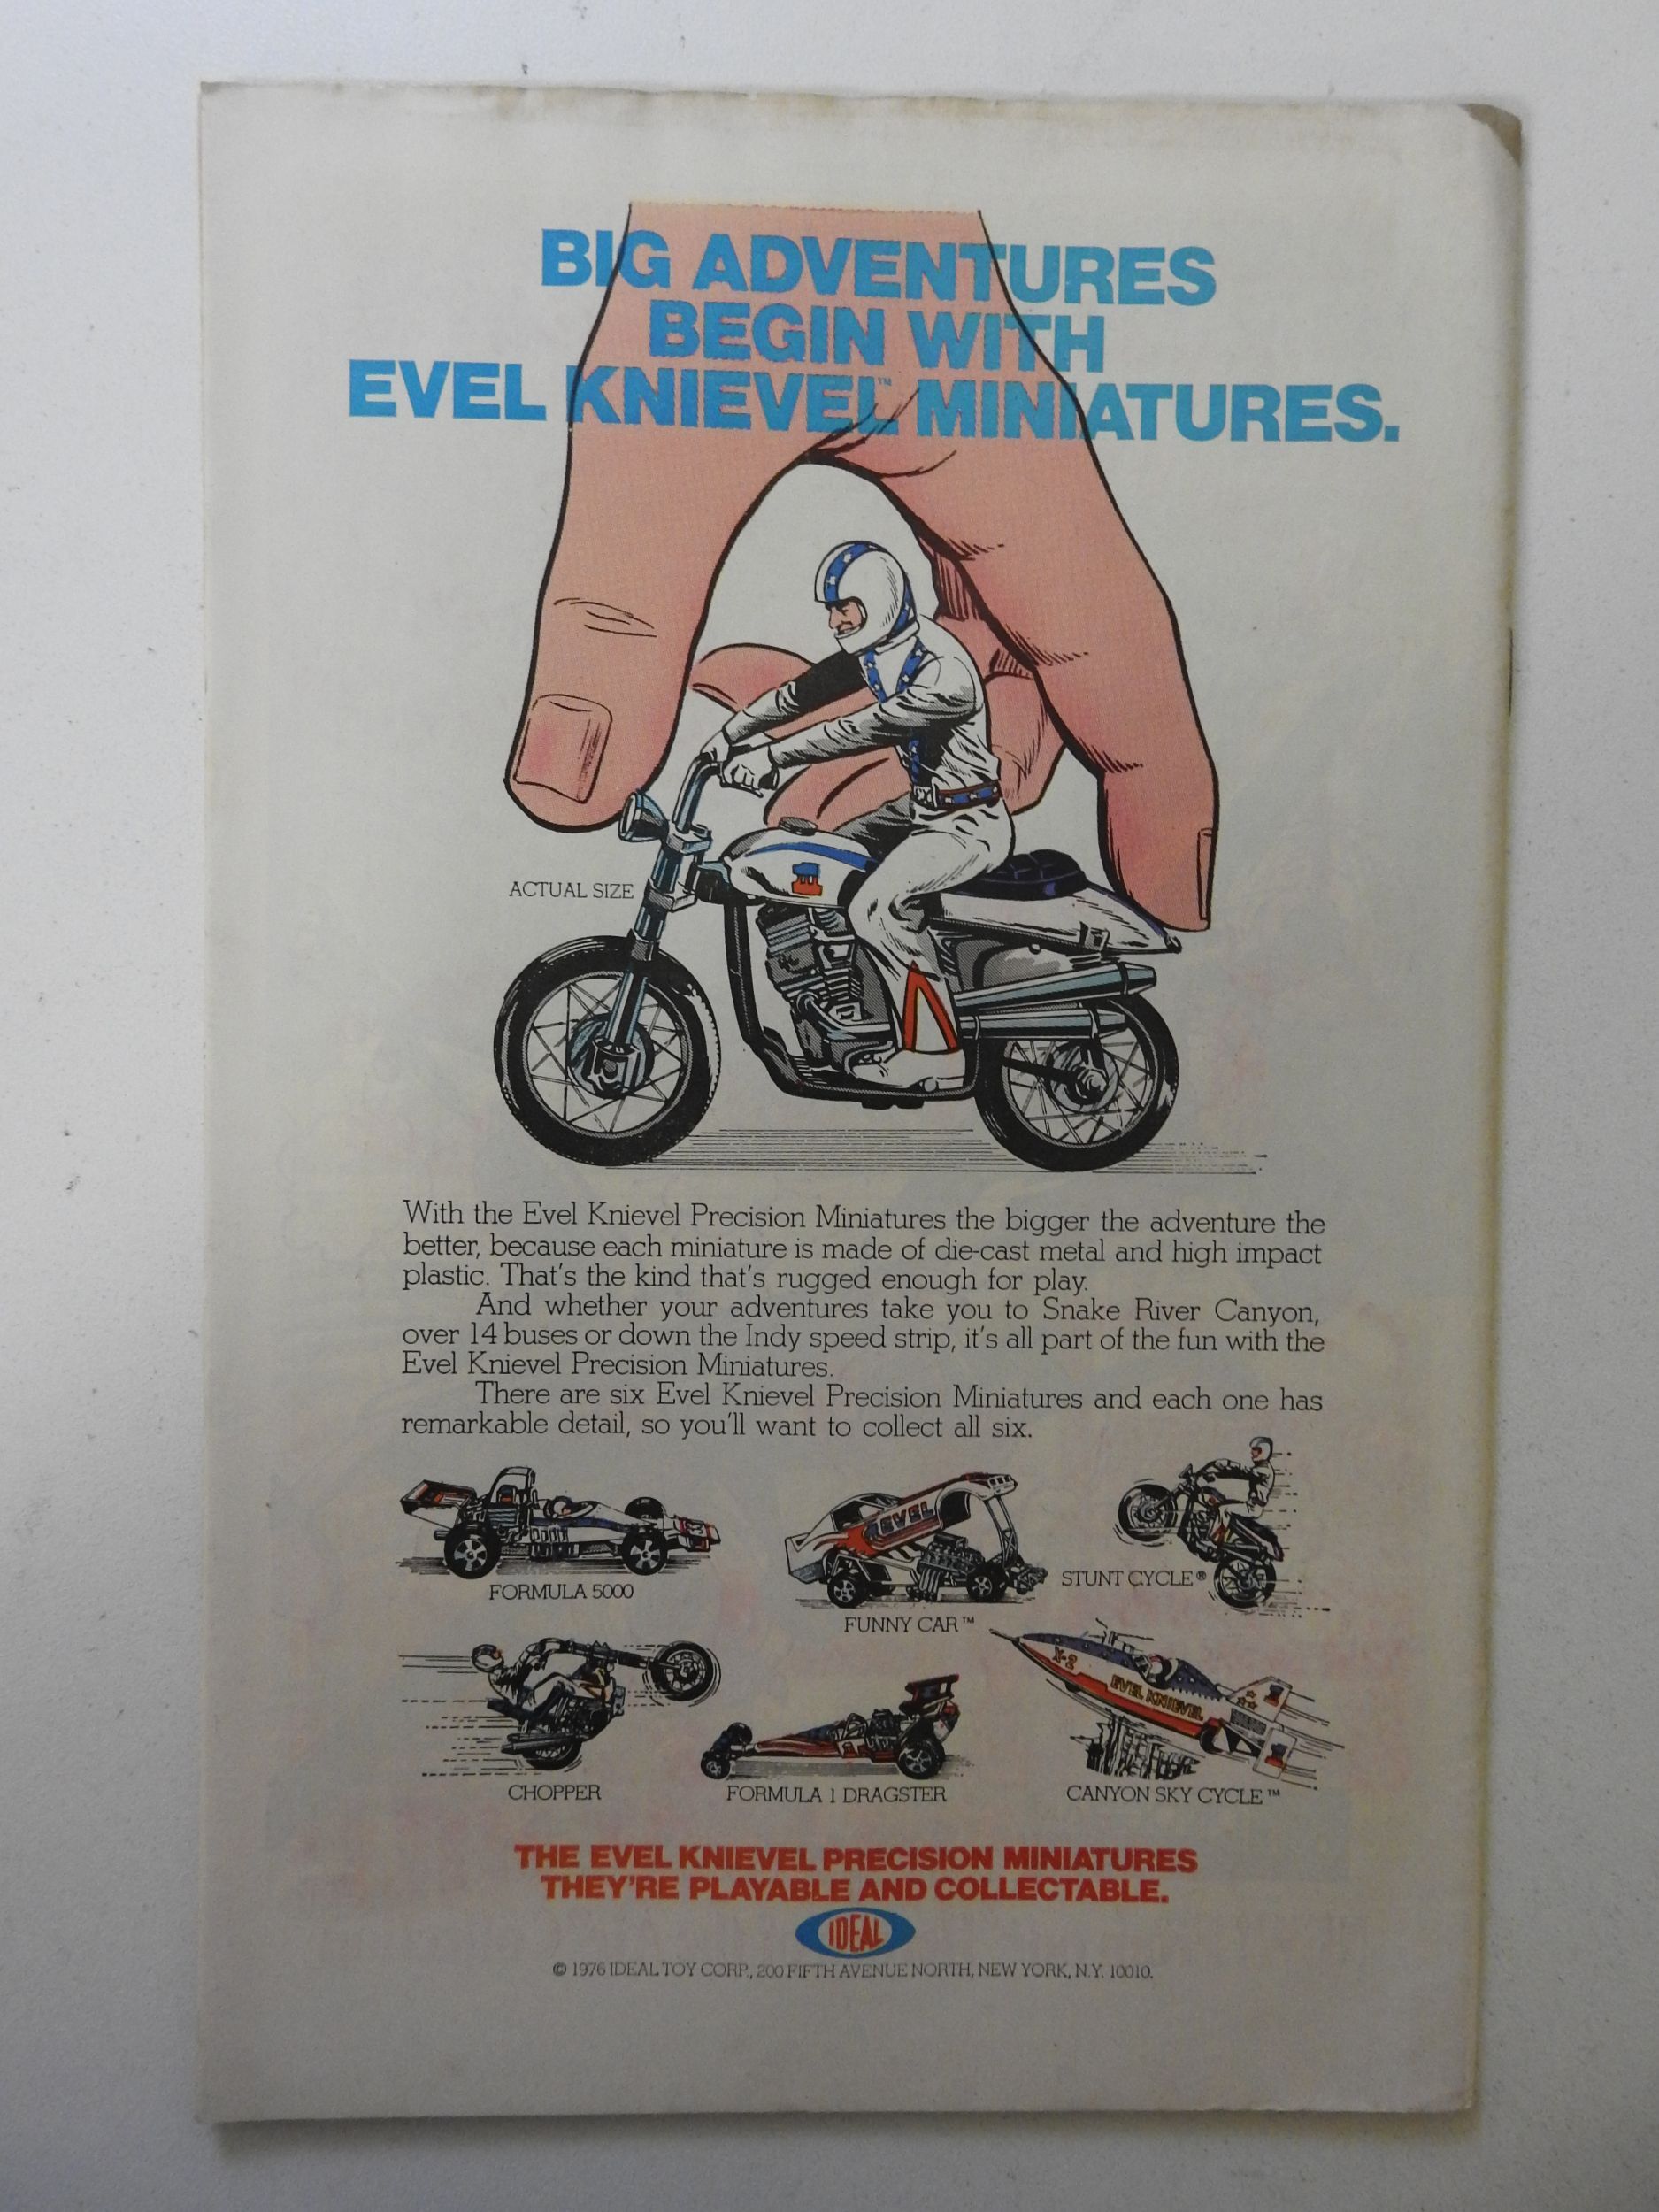 BIG ADVENTURES
BEGIN WITH
EVEL KNIEVEL™ MINIATURES.
ACTUAL SIZE
1
With the Evel Knievel Precision Miniatures the bigger the adventure the
better, because each miniature is made of die-cast metal and high impact
plastic. That's the kind that's rugged enough for play.
And whether your adventures take you to Snake River Canyon,
over 14 buses or down the Indy speed strip, it's all part of the fun with the
Evel Knievel Precision Miniatures.
There are six Evel Knievel Precision Miniatures and each one has
remarkable detail, so you'll want to collect all six.
EVEL
FORMULA 5000
FUNNY CAR™
STUNT CYCLE®
X-2
EVEL KNIEVEL
CHOPPER
FORMULA 1 DRAGSTER
CANYON SKY CYCLE™
THE EVEL KNIEVEL PRECISION MINIATURES
THEY'RE PLAYABLE AND COLLECTABLE.
IDEAL
© 1976 IDEAL TOY CORP., 200 FIFTH AVENUE NORTH, NEW YORK, N.Y. 10010.